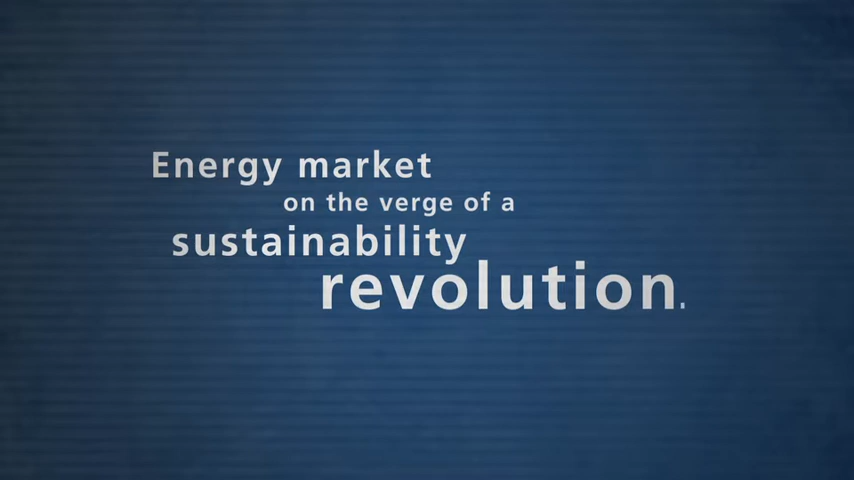 Energy market
on the verge of a
sustainability
revolution.